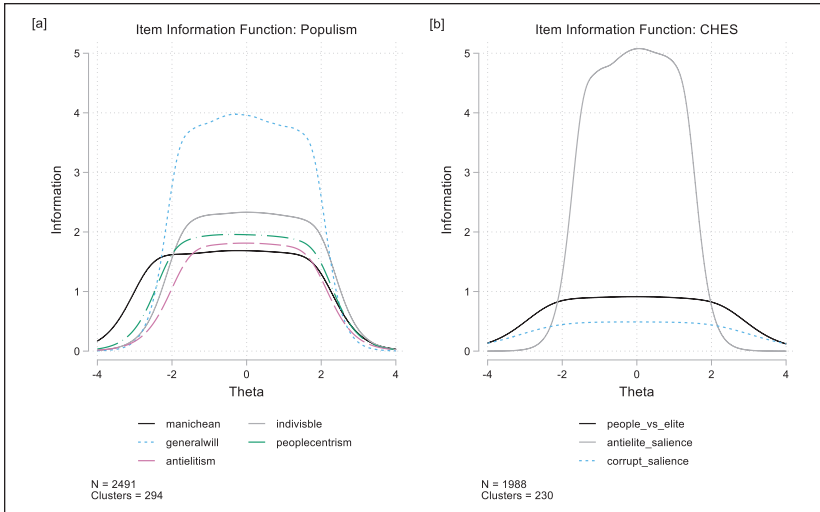 [a]
Item Information Function: Populism
5
4
3
2
1
0
Information
-4
-2
0
2
4
Theta
manichean
indivisble
generalwill
peoplecentrism
antielitism
N = 2491
Clusters = 294
[b]
Item Information Function: CHES
5
4
3
2
1
0
Information
-4
-2
0
2
4
Theta
people_vs_elite
antielite_salience
corrupt_salience
N = 1988
Clusters = 230